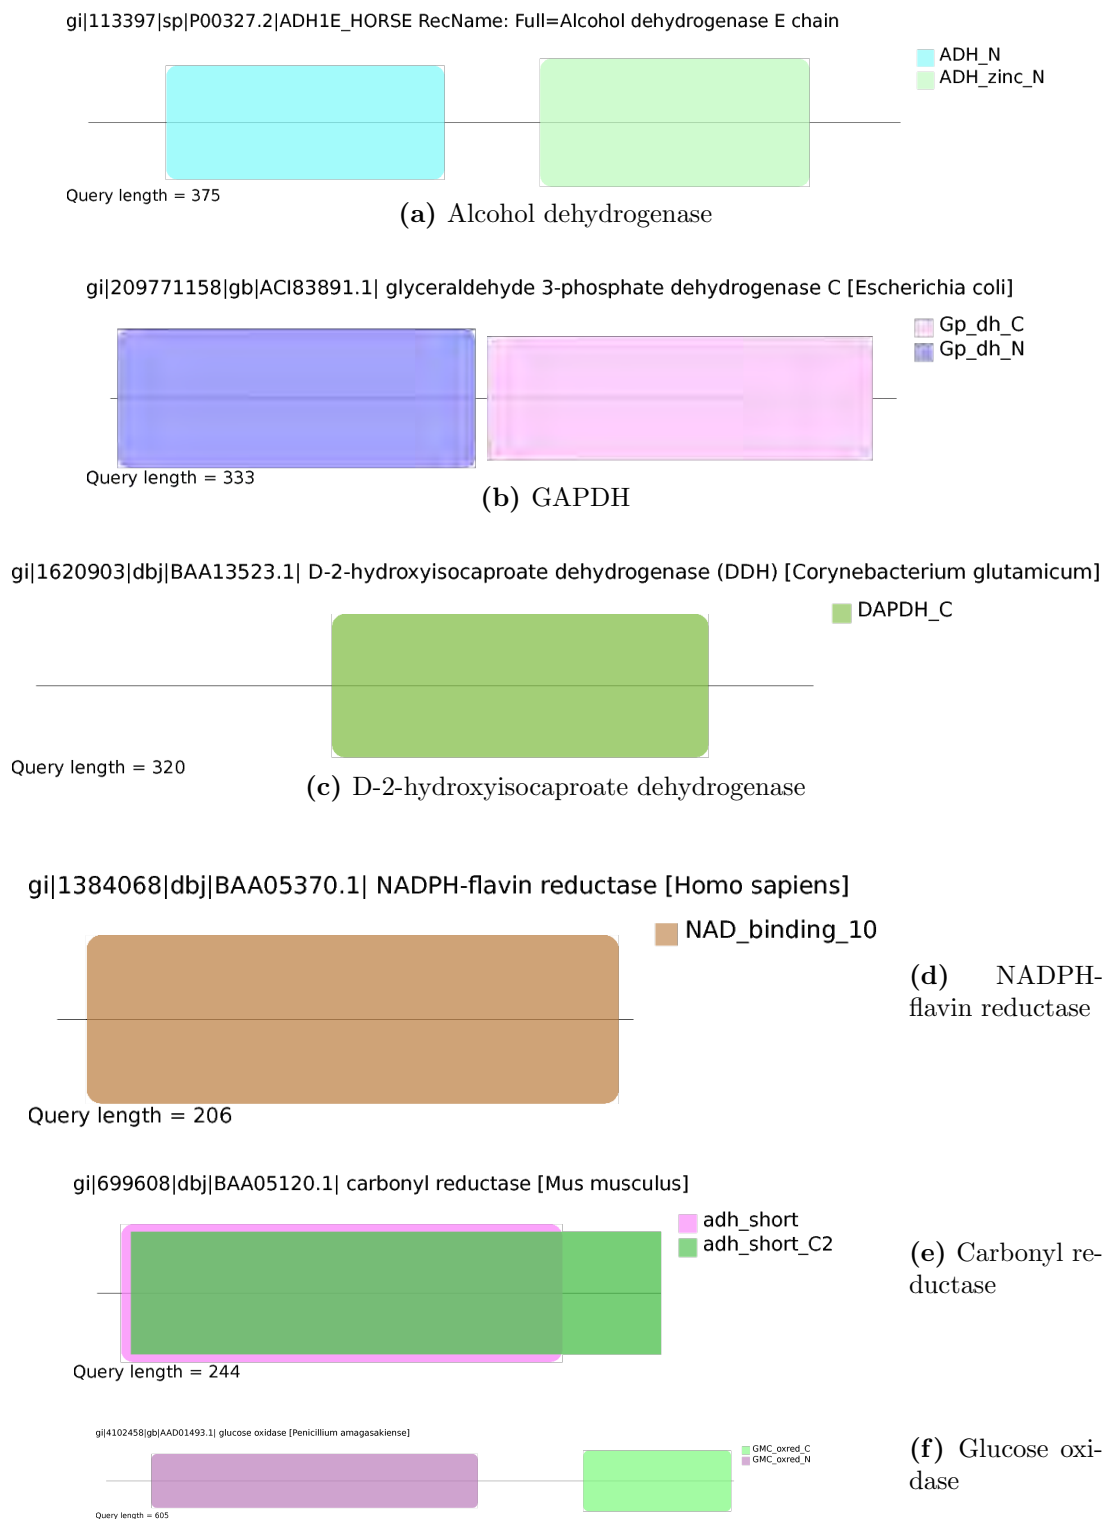 gi|113397|sp|P00327.2|ADH1E_HORSE RecName: Full=Alcohol dehydrogenase E chain
ADH_N
ADH_zinc_N
Query length = 375
(a) Alcohol dehydrogenase
gi|209771158|gb|ACI83891.1| glyceraldehyde 3-phosphate dehydrogenase C [Escherichia coli]
Gp_dh_C
Gp_dh_N
Query length = 333
(b) GAPDH
gi|1620903|dbj|BAA13523.1| D-2-hydroxyisocaproate dehydrogenase (DDH) [Corynebacterium glutamicum]
DAPDH_C
Query length = 320
(c) D-2-hydroxyisocaproate dehydrogenase
gi|1384068|dbj|BAA05370.1| NADPH-flavin reductase [Homo sapiens]
NAD_binding_10
(d) NADPH-
flavin reductase
Query length = 206
gi|699608|dbj|BAA05120.1| carbonyl reductase [Mus musculus]
adh_short
adh_short_C2
(e) Carbonyl re-
ductase
Query length = 244
gi|4102458|gb|AAD01493.1| glucose oxidase [Penicillium amagasakiense]
GMC_oxred_C
GMC_oxred_N
(f) Glucose oxi-
dase
Query length = 605